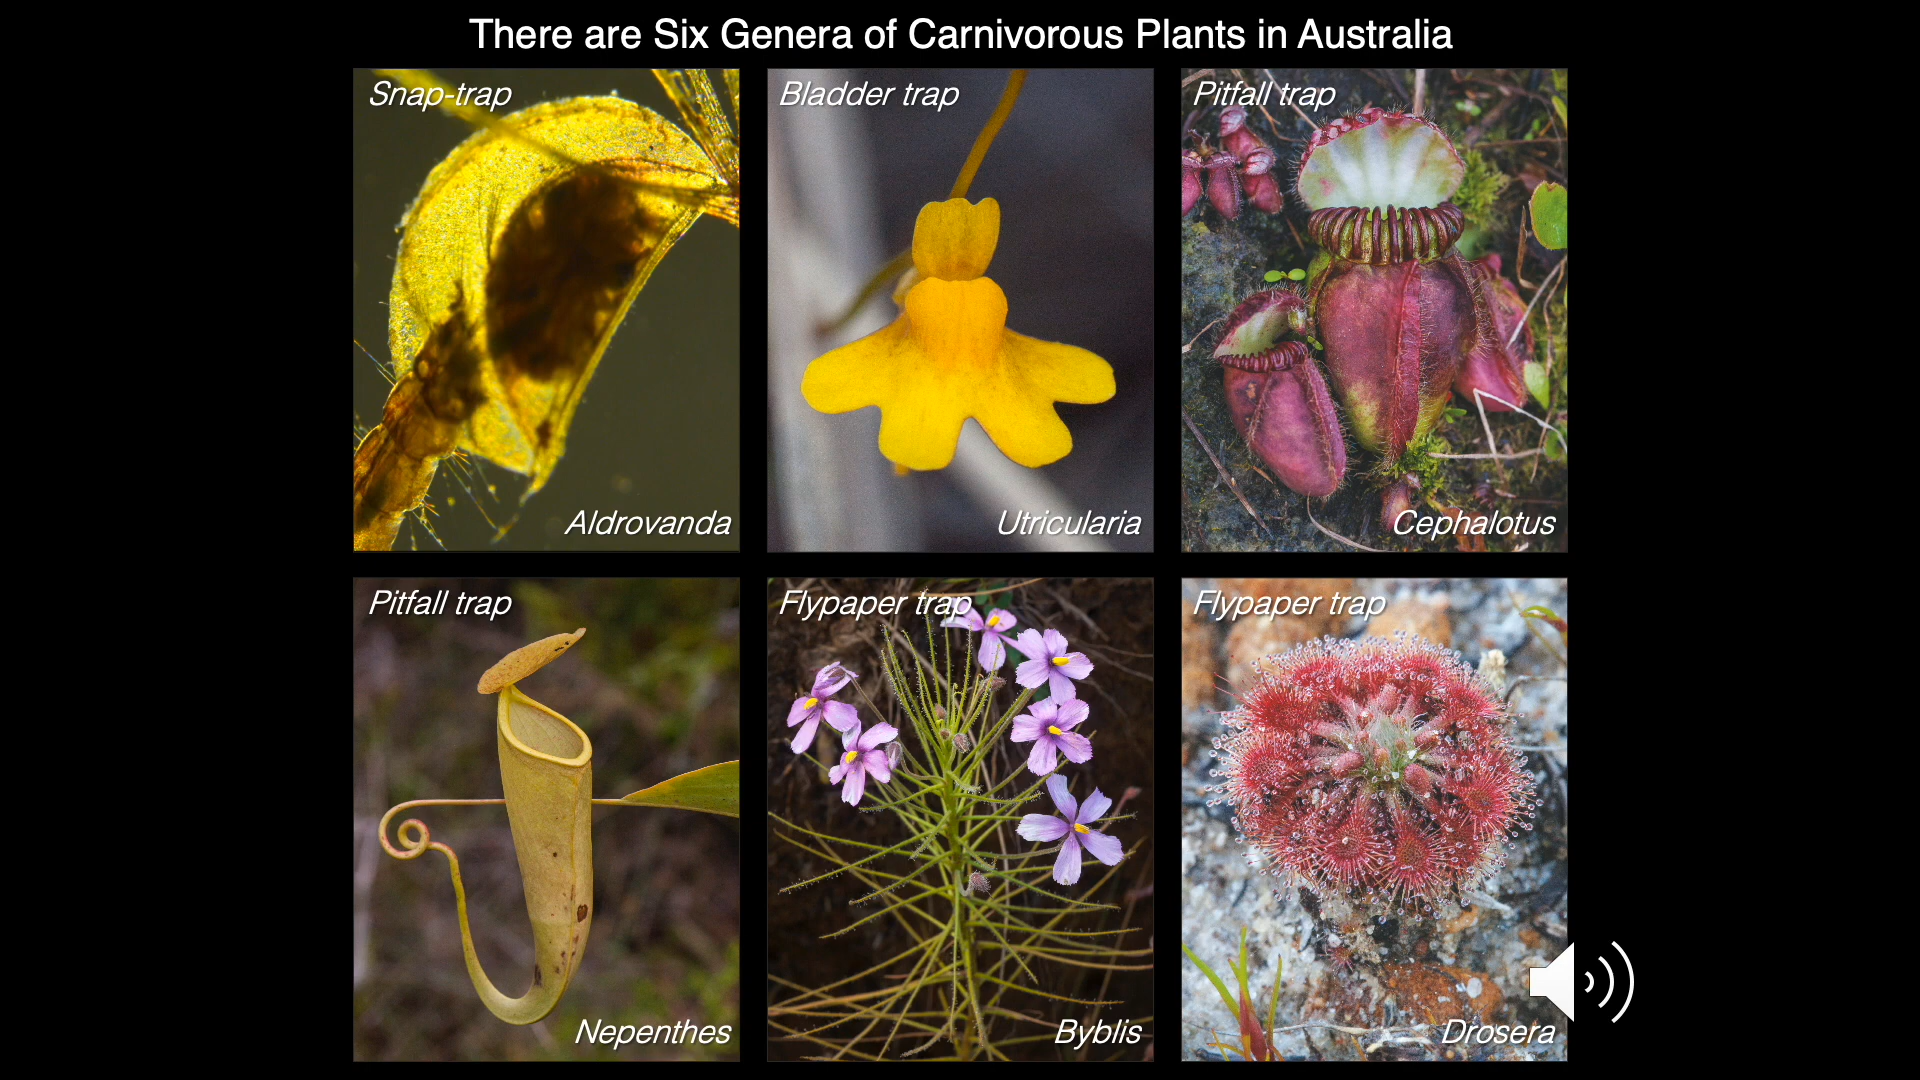 There are Six Genera of Carnivorous Plants in Australia
Snap-trap
Aldrovanda
Bladder trap
Utricularia
Pitfall trap
Cephalotus
Pitfall trap
Nepenthes
Flypaper trap
Byblis
Flypaper trap
Drosera